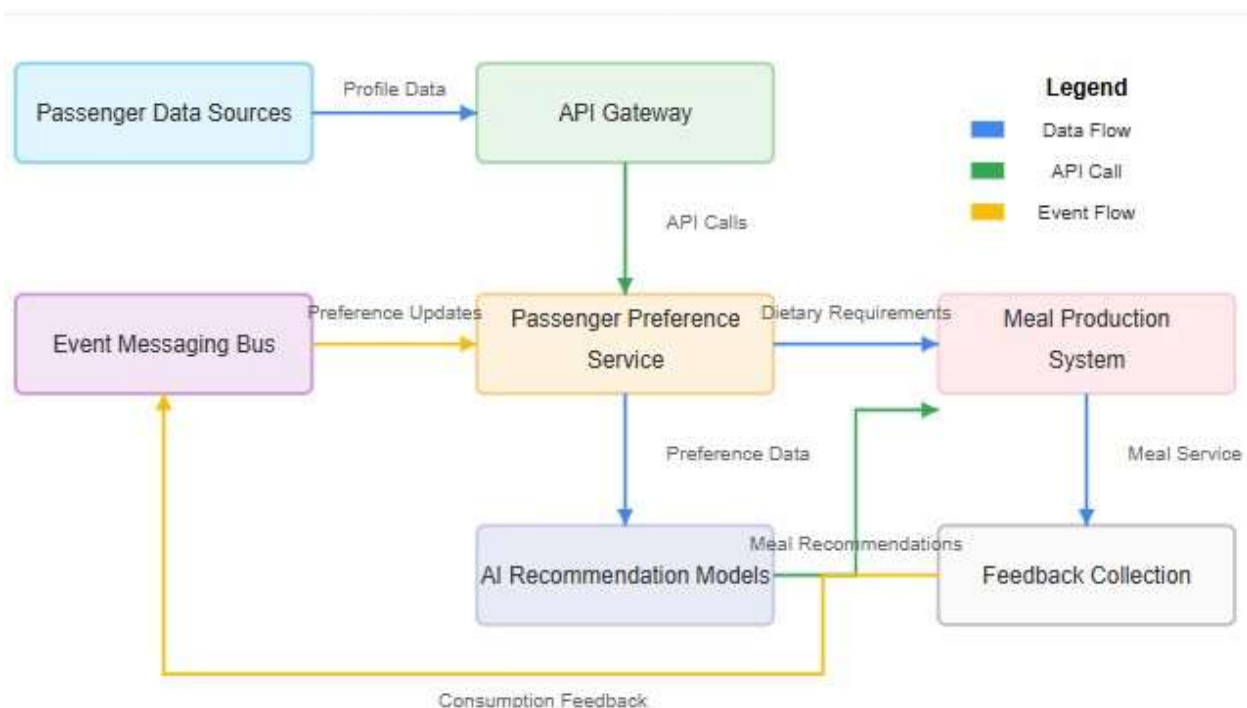 Passenger Data Sources
Profile Data
API Gateway
Legend
Data Flow
API Call
Event Flow
API Calls
Event Messaging Bus
Preference Updates
Passenger Preference
Service
Dietary Requirements
Meal Production
System
Preference Data
Meal Service
AI Recommendation Models
Meal Recommendations
Feedback Collection
Consumption Feedback